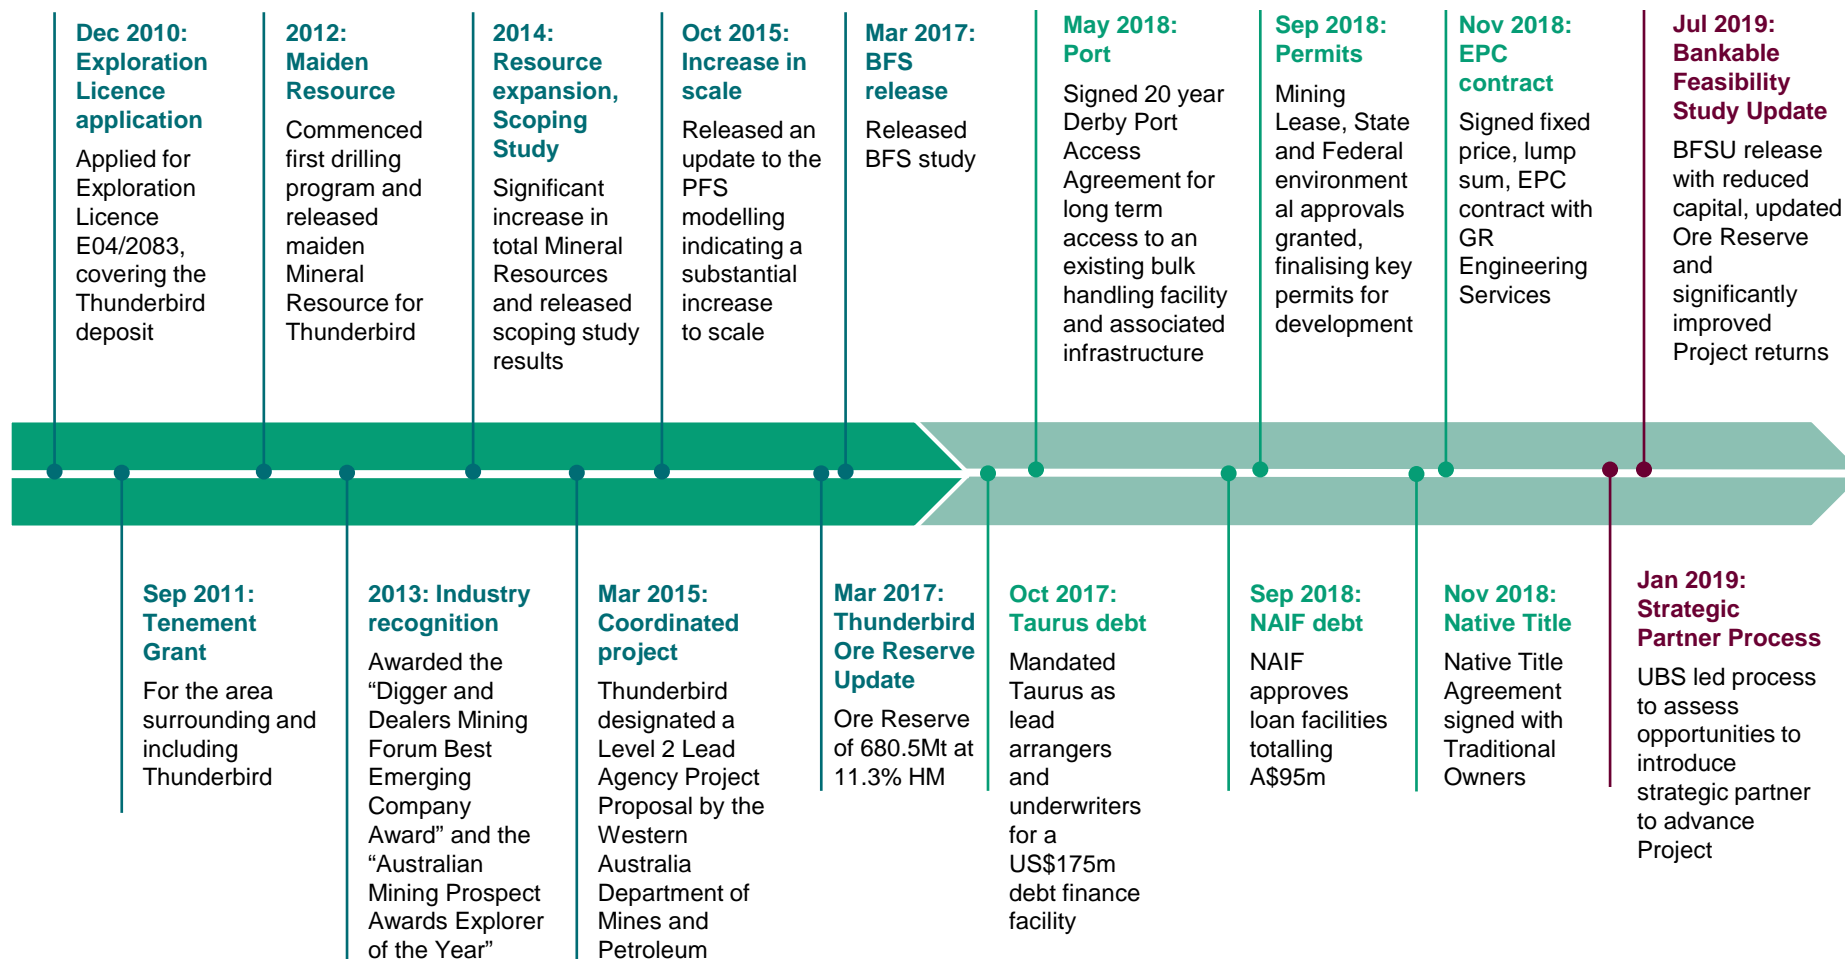 Dec 2010:
Exploration
Licence
application
Applied for
Exploration
Licence
E04/2083,
covering the
Thunderbird
deposit
2012:
Maiden
Resource
Commenced
first drilling
program and
released
maiden
Mineral
Resource for
Thunderbird
2014:
Resource
expansion,
Scoping
Study
Significant
increase in
total Mineral
Resources
and released
scoping study
results
Oct 2015:
Increase in
scale
Released an
update to the
PFS
modelling
indicating a
substantial
increase
to scale
Mar 2017:
BFS
release
Released
BFS study
May 2018:
Port
Signed 20 year
Derby Port
Access
Agreement for
long term
access to an
existing bulk
handling facility
and associated
infrastructure
Sep 2018:
Permits
Mining
Lease, State
and Federal
environment
al approvals
granted,
finalising key
permits for
development
Nov 2018:
EPC
contract
Signed fixed
price, lump
sum, EPC
contract with
GR
Engineering
Services
Jul 2019:
Bankable
Feasibility
Study Update
BFSU release
with reduced
capital, updated
Ore Reserve
and
significantly
improved
Project returns
Sep 2011:
Tenement
Grant
For the area
surrounding and
including
Thunderbird
2013: Industry
recognition
Awarded the
“Digger and
Dealers Mining
Forum Best
Emerging
Company
Award” and the
“Australian
Mining Prospect
Awards Explorer
of the Year”
Mar 2015:
Coordinated
project
Thunderbird
designated a
Level 2 Lead
Agency Project
Proposal by the
Western
Australia
Department of
Mines and
Petroleum
Mar 2017:
Thunderbird
Ore Reserve
Update
Ore Reserve
of 680.5Mt at
11.3% HM
Oct 2017:
Taurus debt
Mandated
Taurus as
lead
arrangers
and
underwriters
for a
US$175m
debt finance
facility
Sep 2018:
NAIF debt
NAIF
approves
loan facilities
totalling
A$95m
Nov 2018:
Native Title
Native Title
Agreement
signed with
Traditional
Owners
Jan 2019:
Strategic
Partner Process
UBS led process
to assess
opportunities to
introduce
strategic partner
to advance
Project